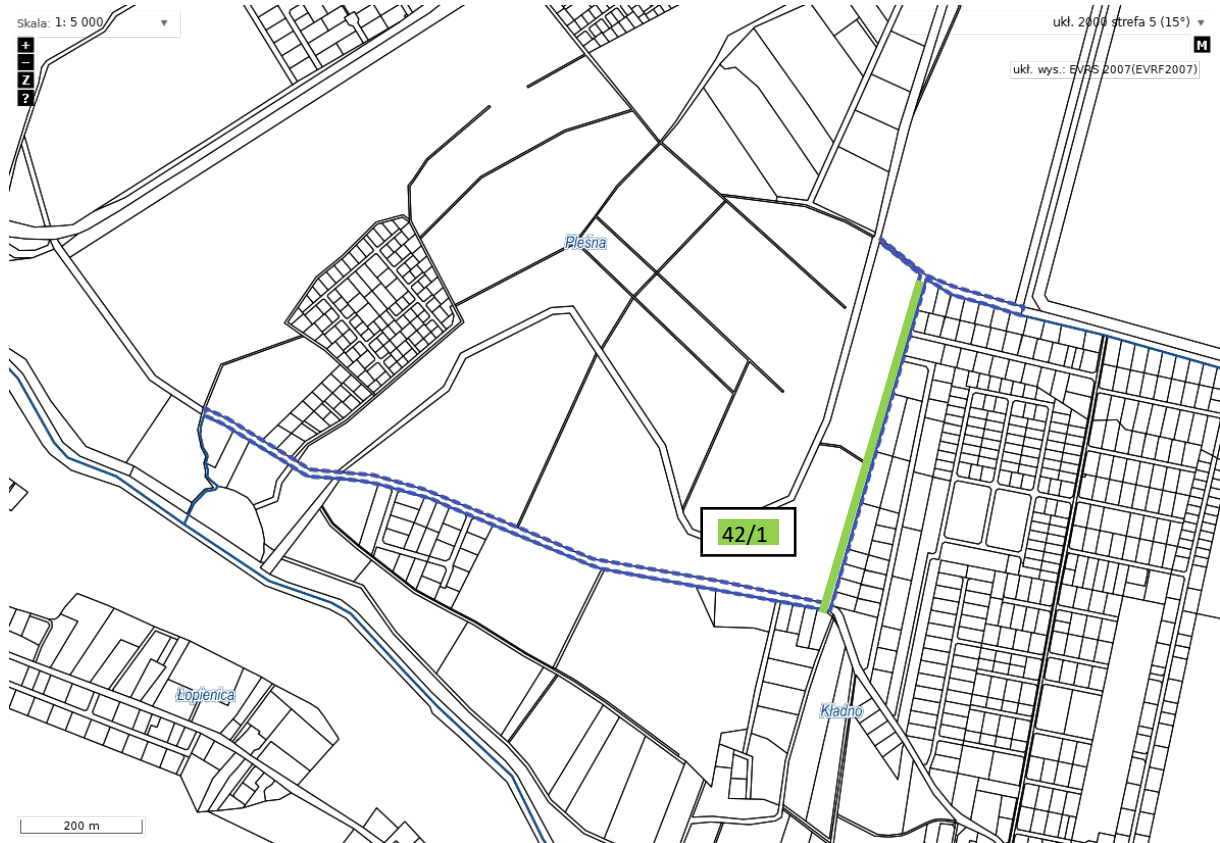 Skala: 1: 5 000
ukł. 2000 strefa 5 (15°)
+
−
Z
?
M
ukł. wys.: EVRS 2007(EVRF2007)
Pleśna
42/1
Łopienica
Kładno
200 m